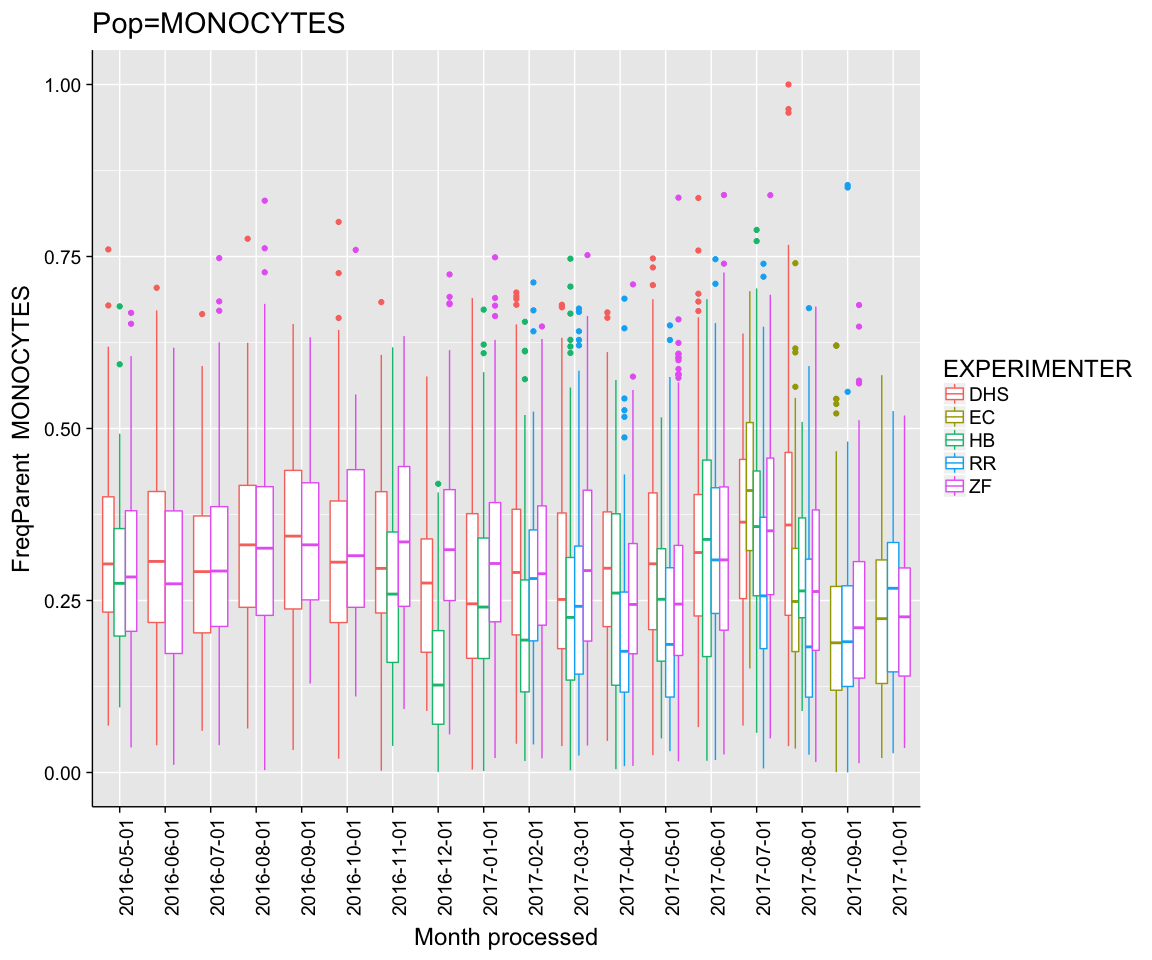 Pop=MONOCYTES
FreqParent MONOCYTES
1.00
0.75
0.50
0.25
0.00
2016-05-01
2016-06-01
2016-07-01
2016-08-01
2016-09-01
2016-10-01
2016-11-01
2016-12-01
2017-01-01
2017-02-01
2017-03-01
2017-04-01
2017-05-01
2017-06-01
2017-07-01
2017-08-01
2017-09-01
2017-10-01
Month processed
EXPERIMENTER
DHS
EC
HB
RR
ZF